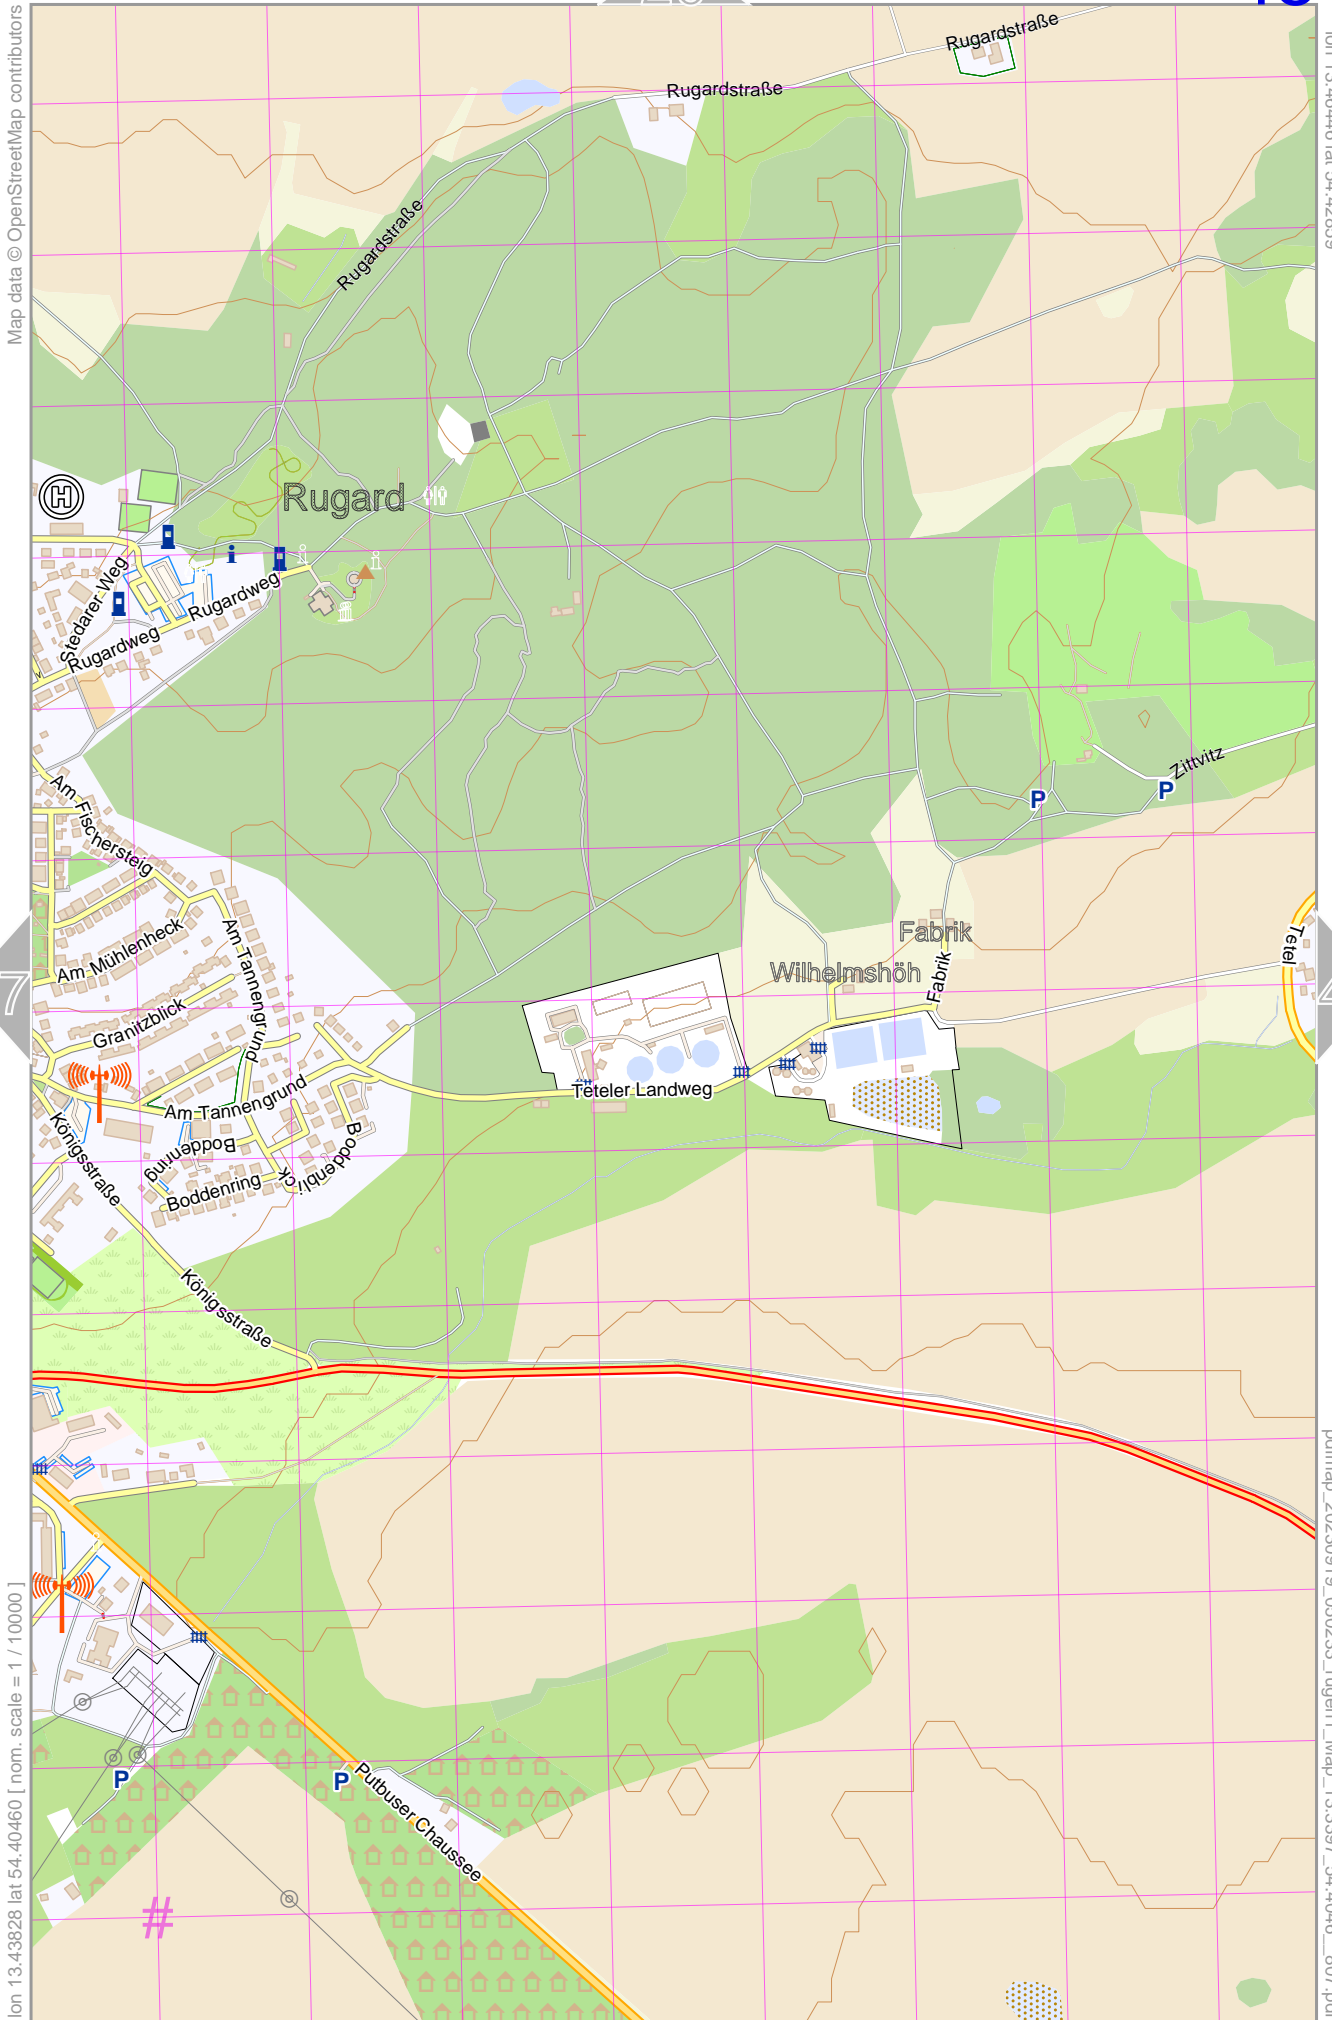 Map data © OpenStreetMap contributors
Rugardstraße
Rugardstraße
Rugardstraße
H
Rugard
Stedarer Weg
Rugardweg
Rugardweg
Am Fischersteig
Zittvitz
P
P
Am Mühlenheck
Am Tannengrund
Fabrik
Wilhelmshöh
Fabrik
Tetel
7
Granitzblick
Teteler Landweg
Am Tannengrund
Königsstraße
Boddenring
Boddenblick
Boddenring
Königsstraße
P
P
Putbuser Chaussee
#
lon 13.43828 lat 54.40460 [ nom. scale = 1 / 10000 ]